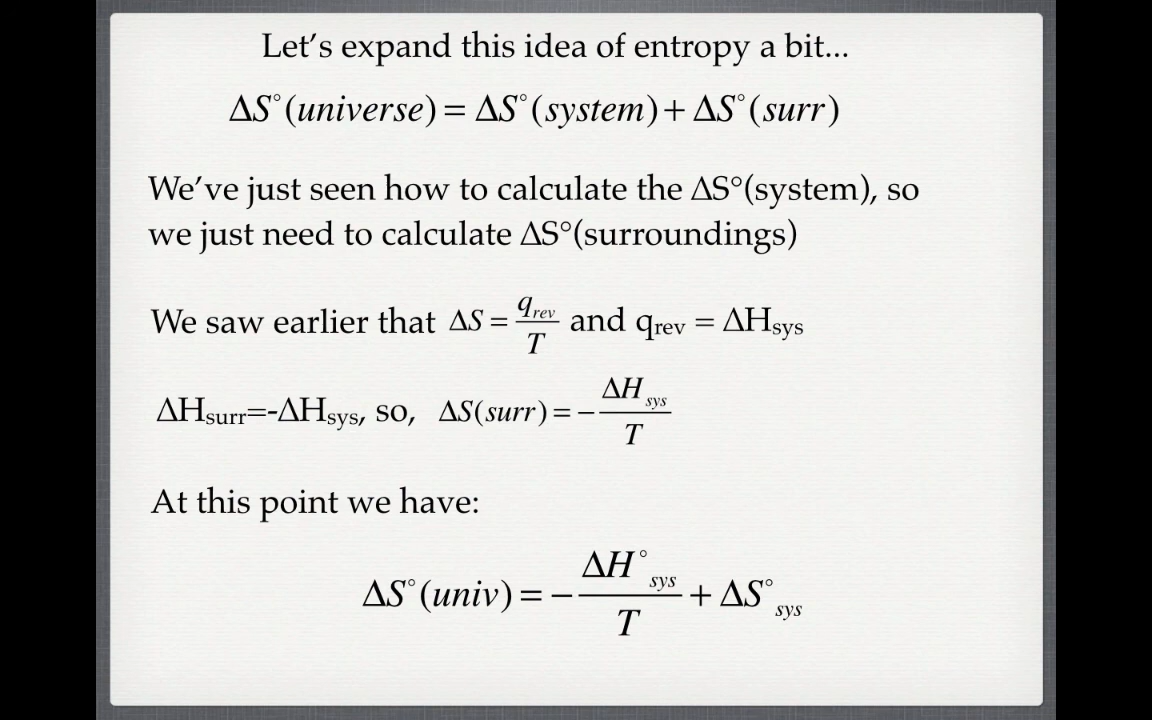 Let's expand this idea of entropy a bit...
ΔS°(universe) = ΔS°(system) + ΔS°(surr)
We've just seen how to calculate the ΔS°(system), so
we just need to calculate ΔS°(surroundings)
We saw earlier that ΔS = q_rev / T and q_rev = ΔH_sys
ΔH_surr=-ΔH_sys, so, ΔS(surr) = − ΔH_sys / T
At this point we have:
ΔS°(univ) = − ΔH°_sys / T + ΔS°_sys